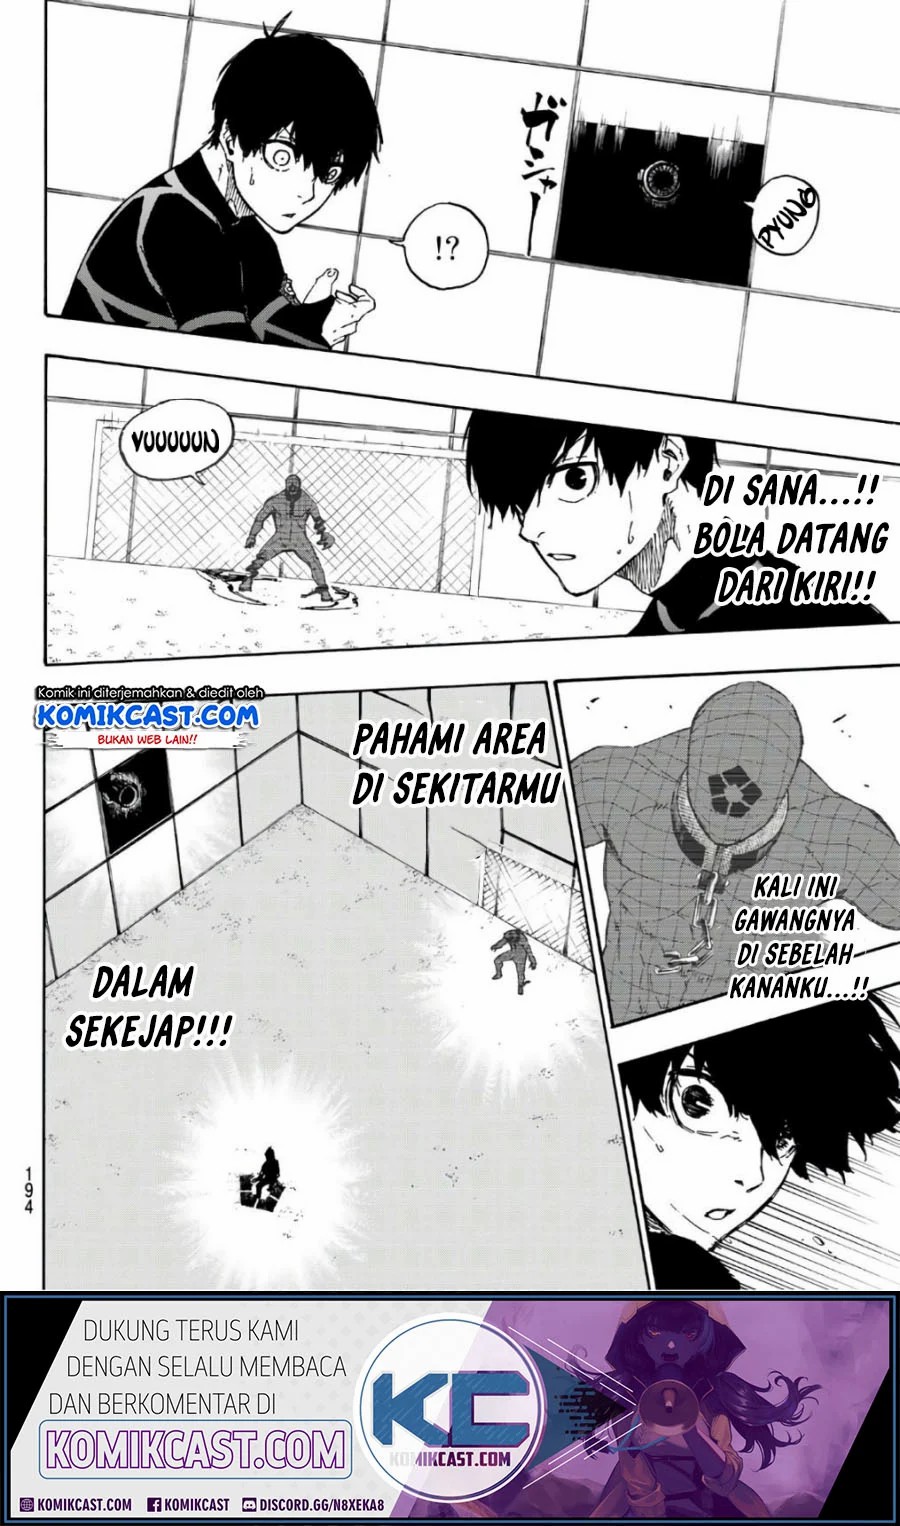 ガシャー
!?
PYUNG
VUUUUUN
DI SANA...!!
BOLA DATANG
DARI KIRI!!
Komik ini diterjemahkan & diedit oleh
KOMIKCAST.COM
BUKAN WEB LAIN!!
PAHAMI AREA
DI SEKITARMU
KALI INI
GAWANGNYA
DI SEBELAH
KANANKU...!!
DALAM
SEKEJAP!!!
194
DUKUNG TERUS KAMI
DENGAN SELALU MEMBACA
DAN BERKOMENTAR DI
KOMIKCAST.COM
KC
KOMIKCAST.COM
KOMIKCAST.COM
KOMIKCAST
DISCORD.GG/N8XEKA8